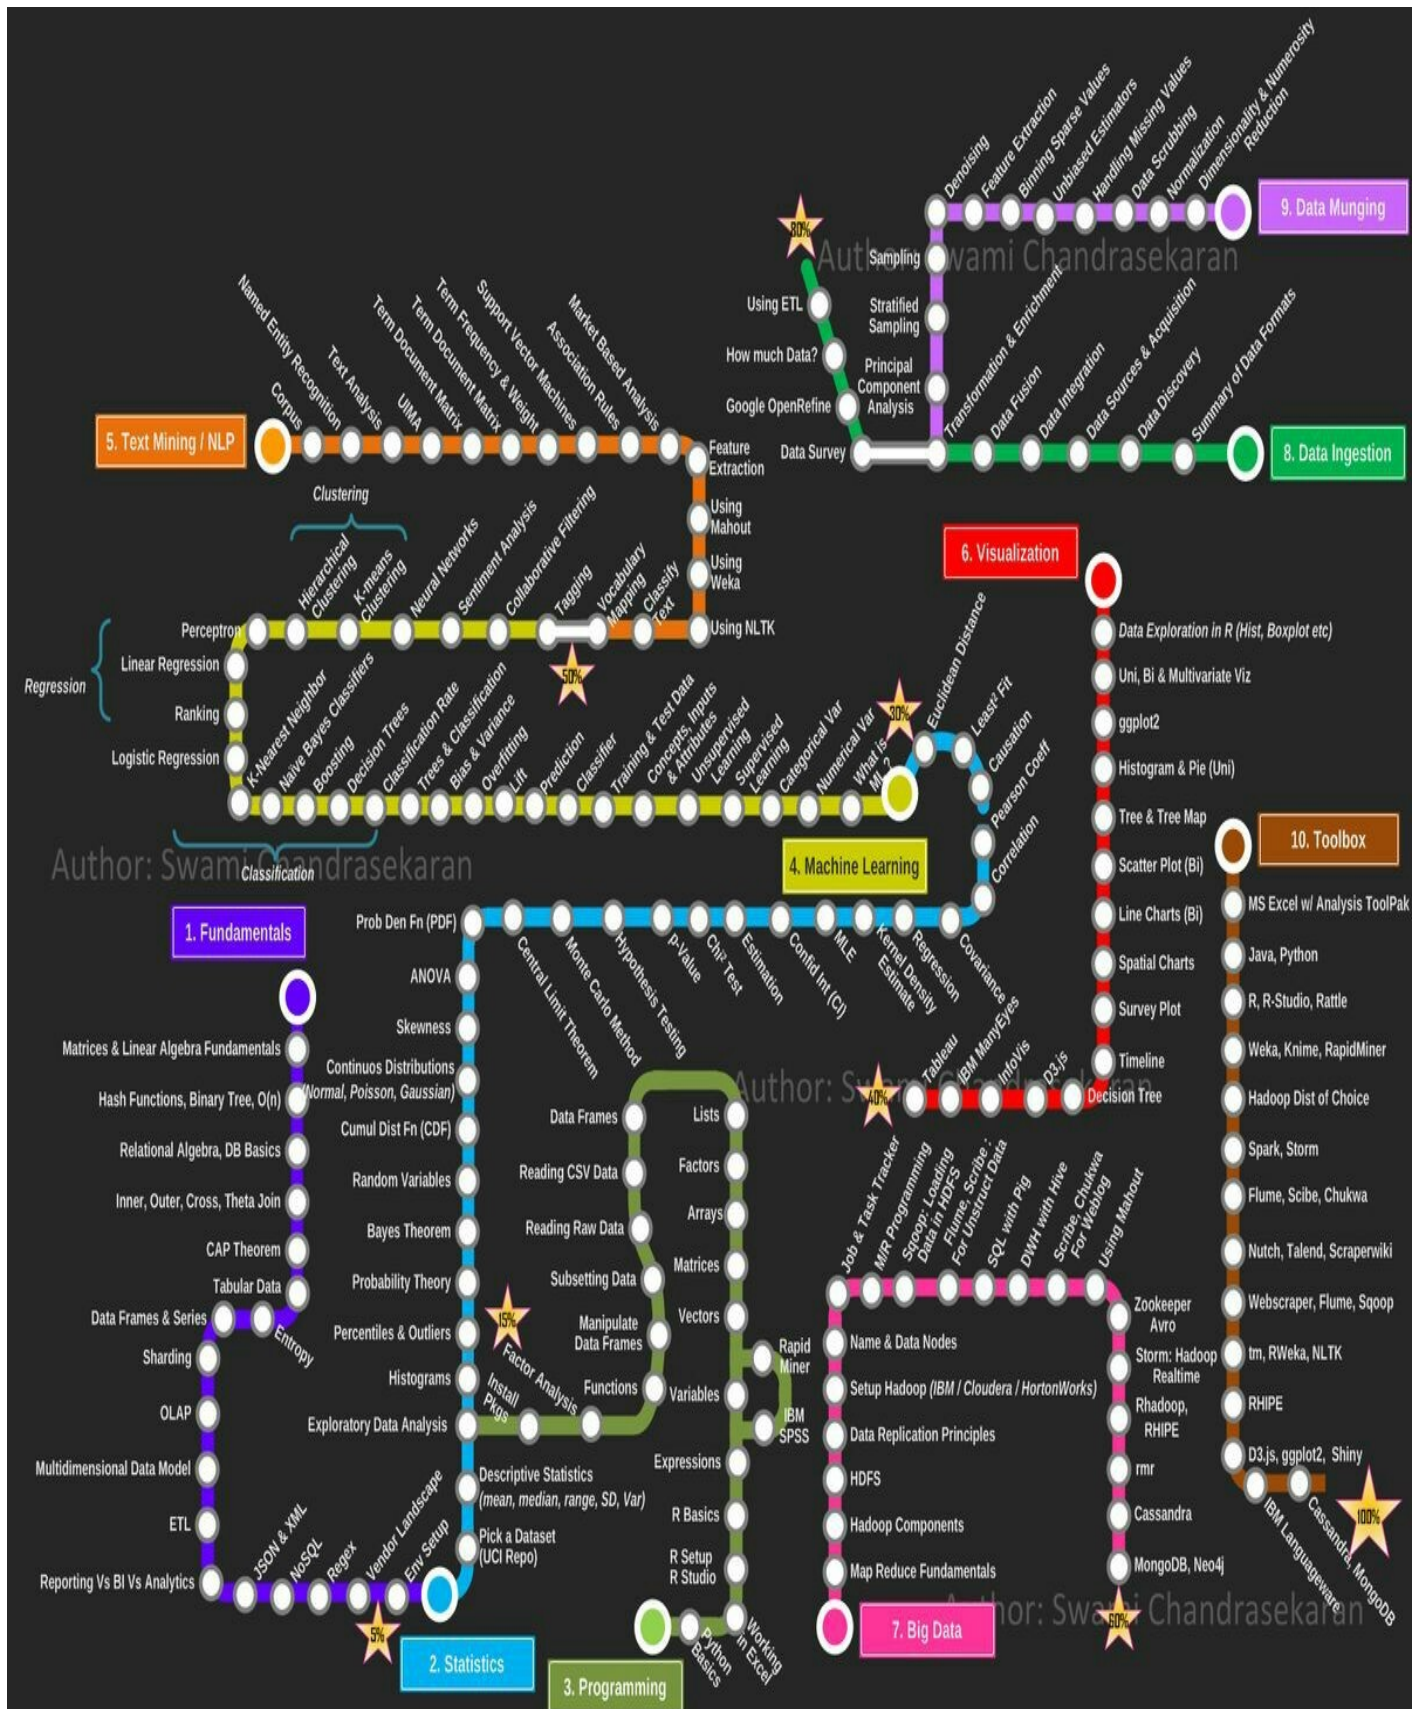 Denoising
Feature Extraction
Binning Sparse Values
Unbiased Estimators
Handling Missing Values
Data Scrubbing
Normalization
Dimensionality & Numerosity
Reduction
9. Data Munging
80%
Author: Swami Chandrasekaran
Sampling
Stratified
Sampling
Principal
Component
Analysis
Using ETL
How much Data?
Google OpenRefine
Data Survey
Transformation & Enrichment
Data Fusion
Data Integration
Data Sources & Acquisition
Data Discovery
Summary of Data Formats
8. Data Ingestion
5. Text Mining / NLP
Corpus
Named Entity Recognition
Text Analysis
UIMA
Term Document Matrix
Term Document Matrix
Term Frequency & Weight
Support Vector Machines
Association Rules
Market Based Analysis
Feature
Extraction
Using
Mahout
Using
Weka
Using NLTK
Classify
Text
Vocabulary
Mapping
50%
Tagging
Collaborative Filtering
Sentiment Analysis
Neural Networks
Clustering
K-means
Clustering
Hierarchical
Clustering
Perceptron
Regression
Linear Regression
Ranking
Logistic Regression
K-Nearest Neighbor
Naive Bayes Classifiers
Boosting
Decision Trees
Classification Rate
Trees & Classification
Bias & Variance
Overfitting
Lift
Prediction
Classifier
Training & Test Data
Concepts, Inputs
& Attributes
Unsupervised
Learning
Supervised
Learning
Categorical Var
Numerical Var
What is
ML?
30%
Classification
Author: Swami Chandrasekaran
4. Machine Learning
Euclidean Distance
Least² Fit
Causation
Pearson Coeff
Correlation
Covariance
Regression
Kernel Density
Estimate
MLE
Confid Int (CI)
Estimation
Chi² Test
p-Value
Hypothesis Testing
Monte Carlo Method
Central Limit Theorem
Prob Den Fn (PDF)
ANOVA
Skewness
Continuos Distributions
(Normal, Poisson, Gaussian)
Cumul Dist Fn (CDF)
Random Variables
Bayes Theorem
Probability Theory
Percentiles & Outliers
Histograms
Exploratory Data Analysis
Descriptive Statistics
(mean, median, range, SD, Var)
Pick a Dataset
(UCI Repo)
2. Statistics
1. Fundamentals
Matrices & Linear Algebra Fundamentals
Hash Functions, Binary Tree, O(n)
Relational Algebra, DB Basics
Inner, Outer, Cross, Theta Join
CAP Theorem
Tabular Data
Entropy
Data Frames & Series
Sharding
OLAP
Multidimensional Data Model
ETL
Reporting Vs BI Vs Analytics
JSON & XML
NoSQL
Regex
Vendor Landscape
Env Setup
5%
15%
Install
Pkgs
Factor Analysis
Functions
Manipulate
Data Frames
Subsetting Data
Reading Raw Data
Reading CSV Data
Data Frames
Lists
Factors
Arrays
Matrices
Vectors
Rapid
Miner
Variables
IBM
SPSS
Expressions
R Basics
R Setup
R Studio
Working
in Excel
Python
Basics
3. Programming
6. Visualization
Data Exploration in R (Hist, Boxplot etc)
Uni, Bi & Multivariate Viz
ggplot2
Histogram & Pie (Uni)
Tree & Tree Map
Scatter Plot (Bi)
Line Charts (Bi)
Spatial Charts
Survey Plot
Timeline
Decision Tree
D3.js
InfoVis
IBM ManyEyes
Tableau
40%
Author: Swami Chandrasekaran
Job & Task Tracker
M/R Programming
Sqoop: Loading
Data in HDFS
Flume, Scribe :
For Unstruct Data
SQL with Pig
DWH with Hive
Scribe, Chukwa
For Weblog
Using Mahout
Zookeeper
Avro
Storm: Hadoop
Realtime
Rhadoop,
RHIPE
rmr
Cassandra
MongoDB, Neo4j
60%
Name & Data Nodes
Setup Hadoop (IBM / Cloudera / HortonWorks)
Data Replication Principles
HDFS
Hadoop Components
Map Reduce Fundamentals
7. Big Data
Author: Swami Chandrasekaran
10. Toolbox
MS Excel w/ Analysis ToolPak
Java, Python
R, R-Studio, Rattle
Weka, Knime, RapidMiner
Hadoop Dist of Choice
Spark, Storm
Flume, Scibe, Chukwa
Nutch, Talend, Scraperwiki
Webscraper, Flume, Sqoop
tm, RWeka, NLTK
RHIPE
D3.js, ggplot2, Shiny
IBM Languageware
Cassandra, MongoDB
100%